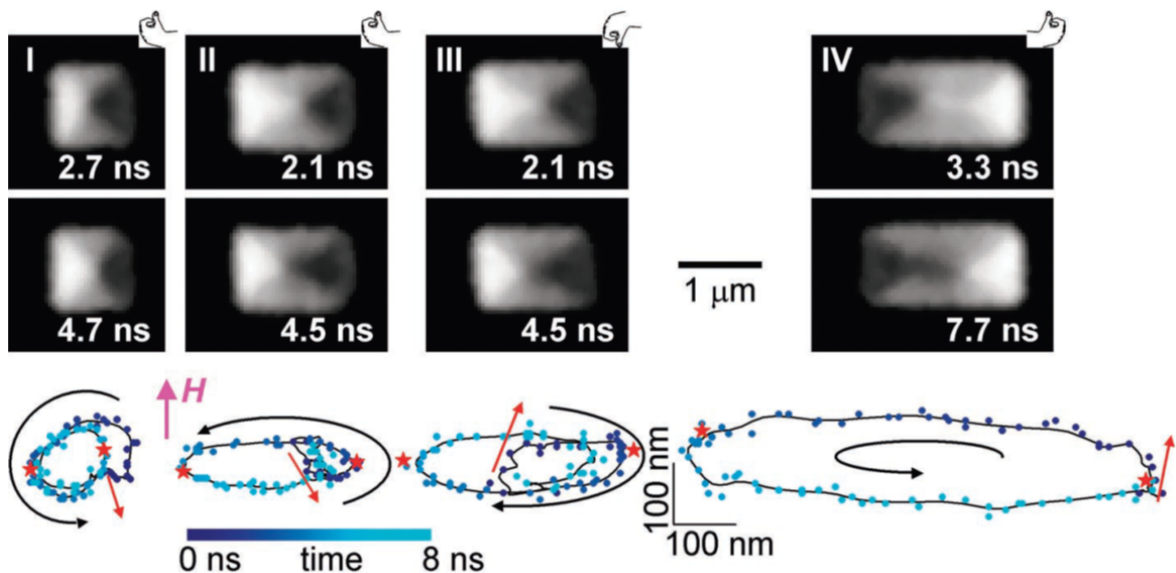 I
II
III
IV
2.7 ns
2.1 ns
2.1 ns
3.3 ns
4.7 ns
4.5 ns
4.5 ns
7.7 ns
1 μm
H
0 ns time 8 ns
100 nm
100 nm